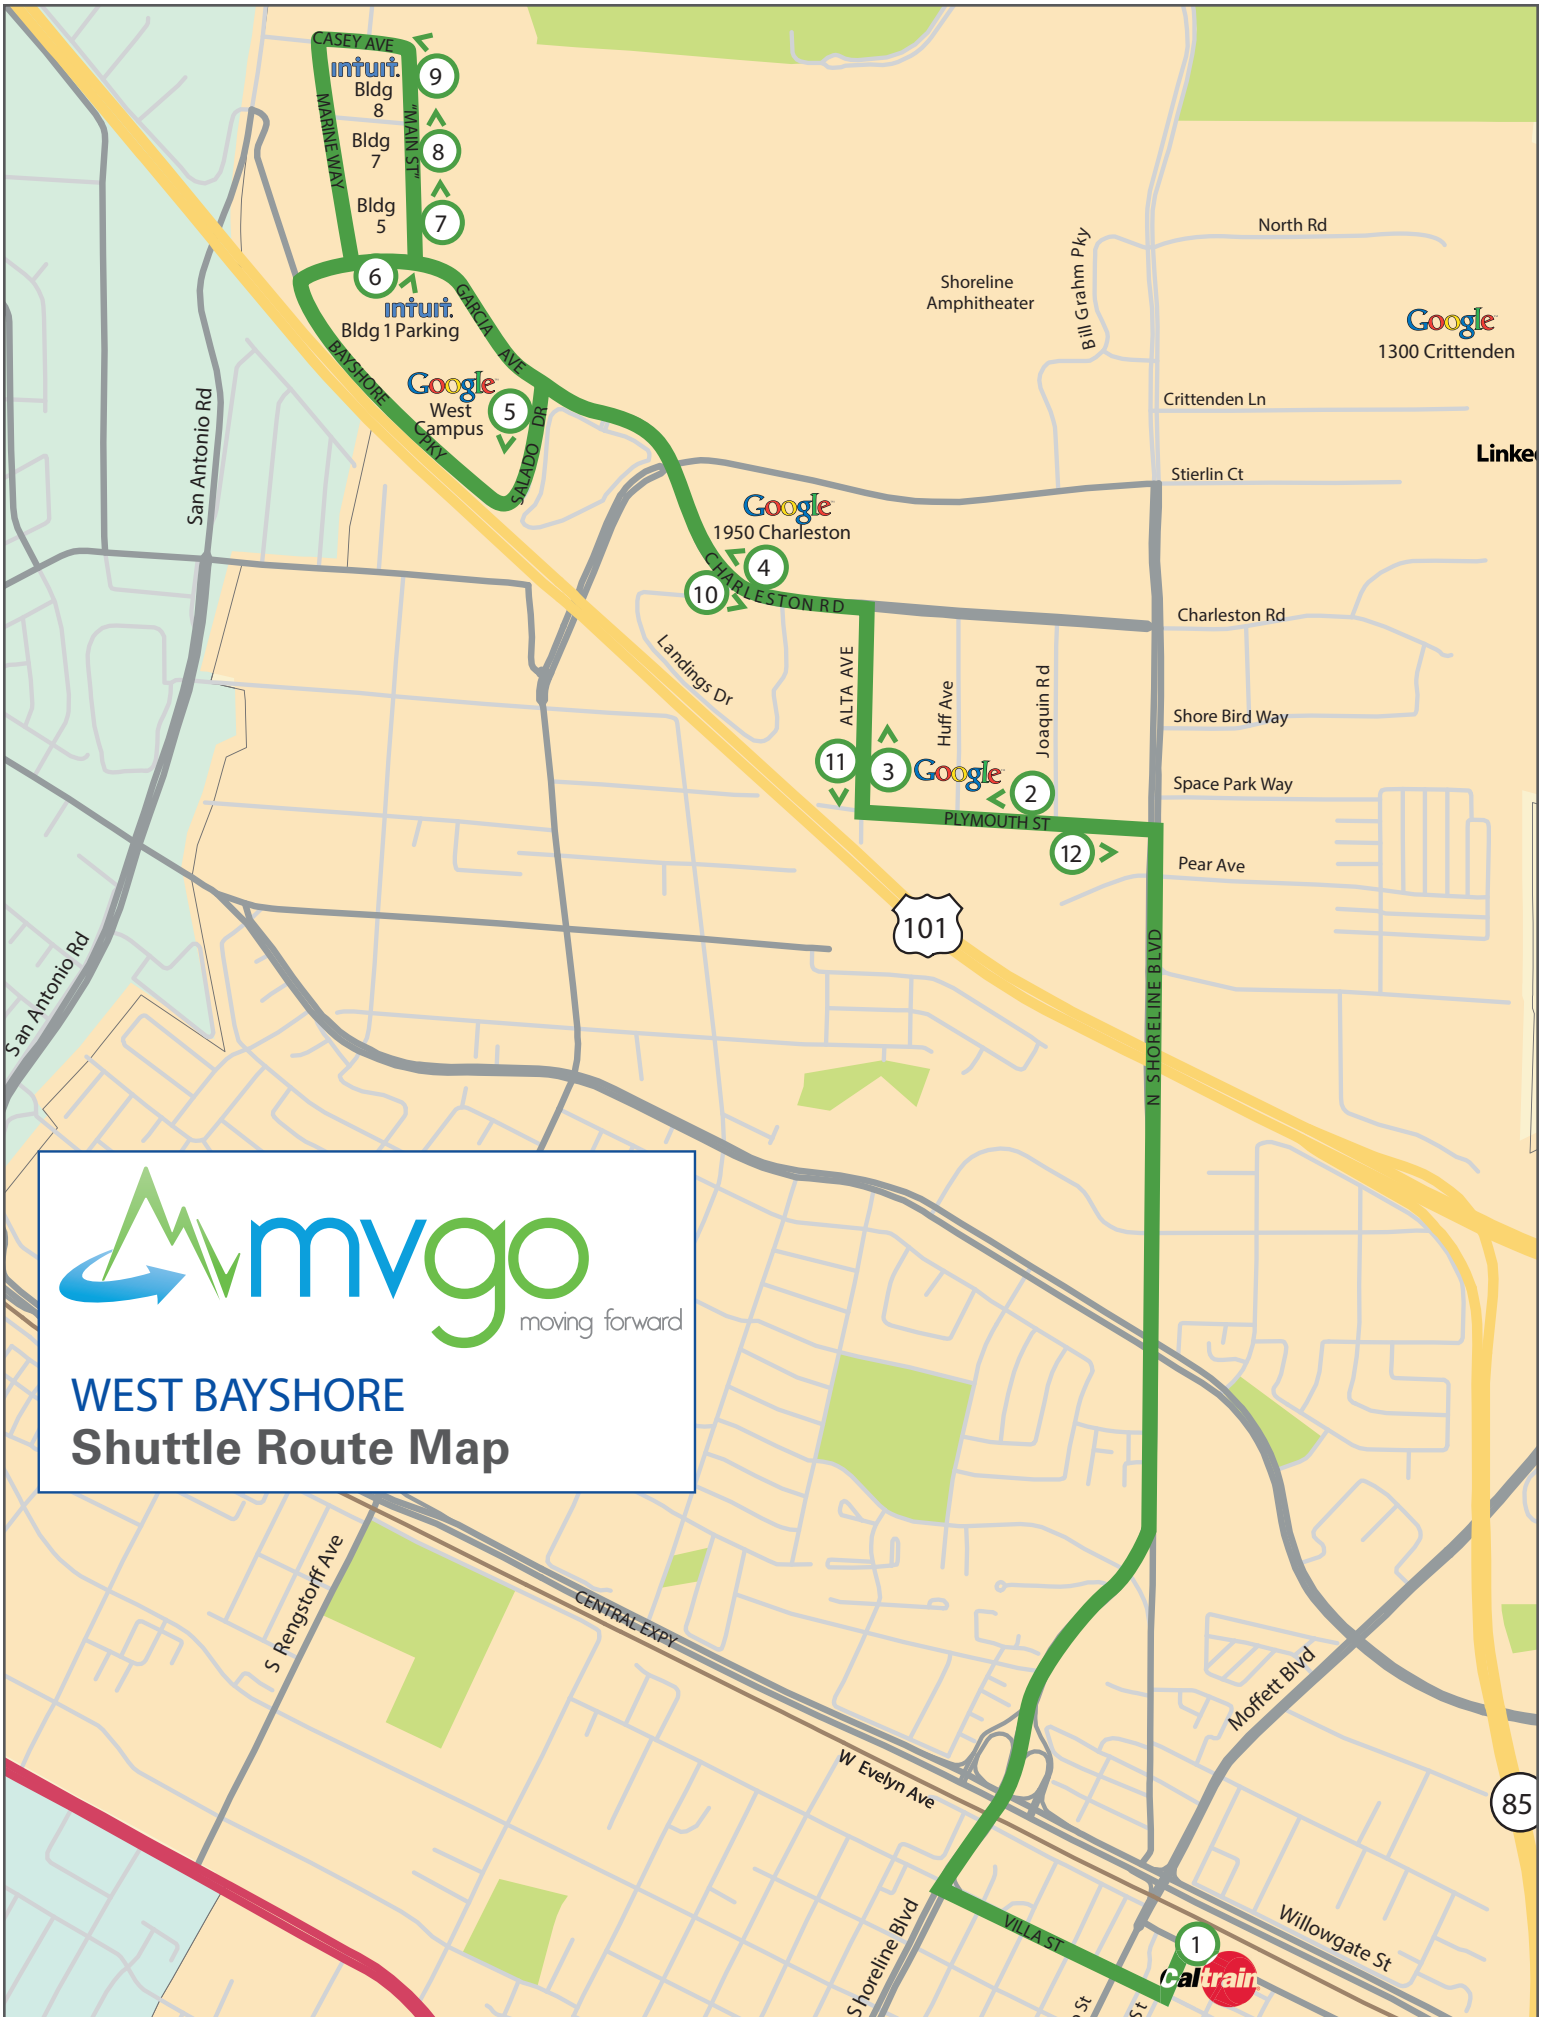 CASEY AVE
intuit.
Bldg
8
Bldg
7
Bldg
5
MARINE WAY
"MAIN ST"
9
8
7
6
intuit.
Bldg 1 Parking
GARCIA AVE
BAYSHORE PKY
Google
West
Campus
5
SALADO DR
San Antonio Rd
Shoreline
Amphitheater
Bill Grahm Pky
North Rd
Google
1300 Crittenden
Crittenden Ln
Stierlin Ct
Google
1950 Charleston
4
10
CHARLESTON RD
Charleston Rd
Landings Dr
ALTA AVE
Huff Ave
Joaquin Rd
Shore Bird Way
11
3
Google
2
Space Park Way
PLYMOUTH ST
12
Pear Ave
101
San Antonio Rd
N SHORELINE BLVD
mvgo
moving forward
WEST BAYSHORE
Shuttle Route Map
S Rengstorff Ave
CENTRAL EXPY
W Evelyn Ave
Moffett Blvd
85
Shoreline Blvd
VILLA ST
1
Caltrain
Willowgate St
St
St